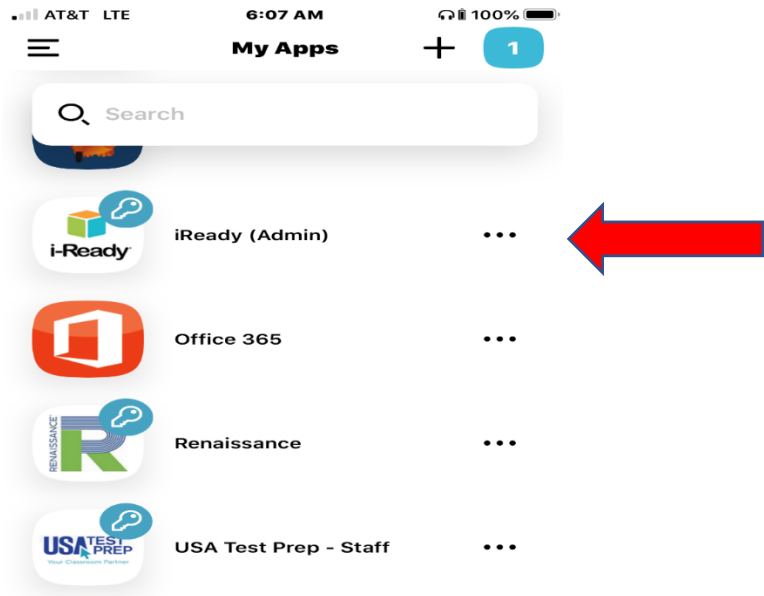 AT&T LTE 6:07 AM 100%
My Apps 1
Search
i-Ready
iReady (Admin)
Office 365
RENAISSANCE
R
Renaissance
USA TEST PREP
Your Classroom Partner
USA Test Prep - Staff